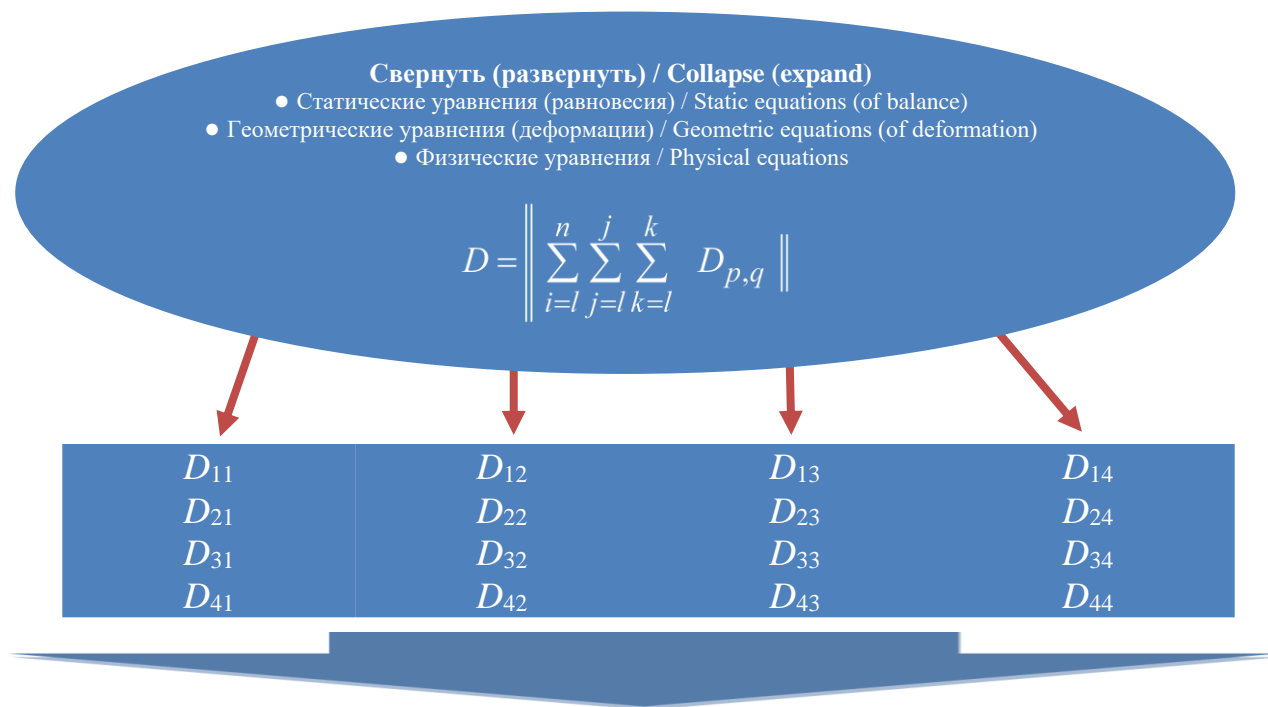 Свернуть (развернуть) / Collapse (expand)
● Статические уравнения (равновесия) / Static equations (of balance)
● Геометрические уравнения (деформации) / Geometric equations (of deformation)
● Физические уравнения / Physical equations
n j k
D = ‖ ∑ ∑ ∑ D p,q ‖
i=l j=l k=l
D11 D12 D13 D14
D21 D22 D23 D24
D31 D32 D33 D34
D41 D42 D43 D44